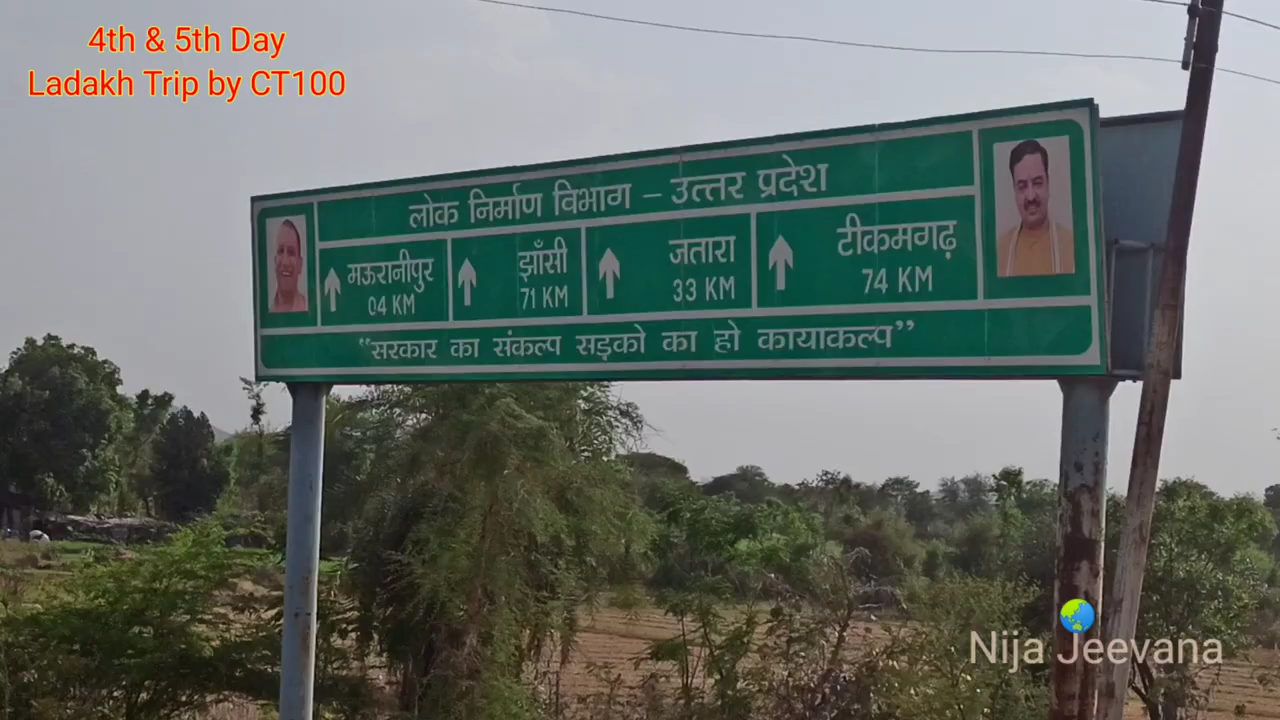 4th & 5th Day
Ladakh Trip by CT100
लोक निर्माण विभाग – उत्तर प्रदेश
मऊरानीपुर
04 KM
झाँसी
71 KM
जतारा
33 KM
टीकमगढ़
74 KM
“सरकार का संकल्प सड़को का हो कायाकल्प”
Nija Jeevana